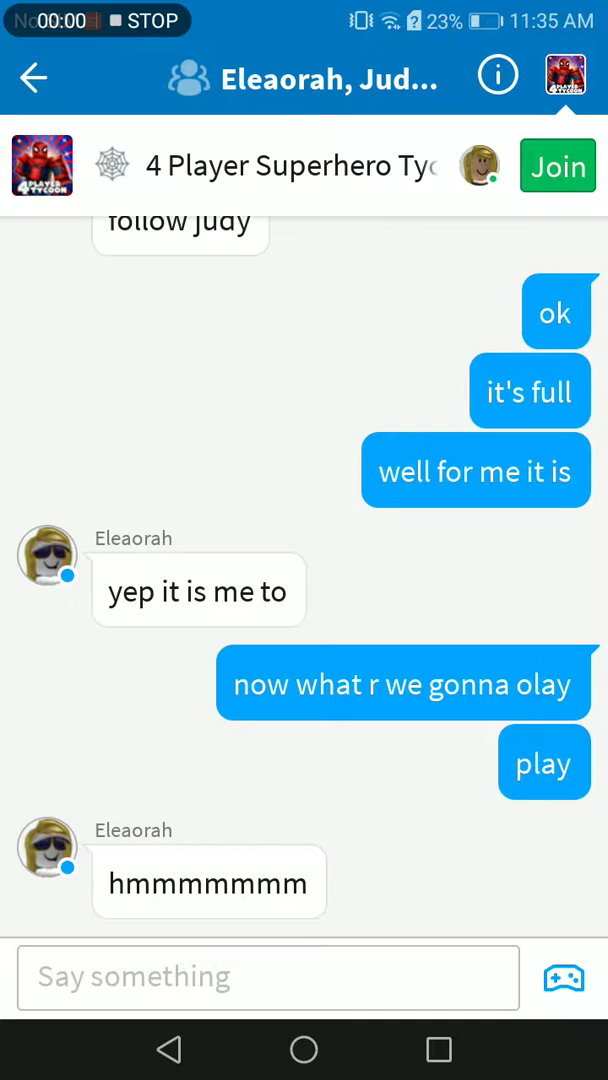 00:00 STOP 23% 11:35 AM
Eleaorah, Jud...
4 Player Superhero Tyc
Join
4PLAYER
TYCOON
follow judy
ok
it's full
well for me it is
Eleaorah
yep it is me to
now what r we gonna olay
play
Eleaorah
hmmmmmmm
Say something